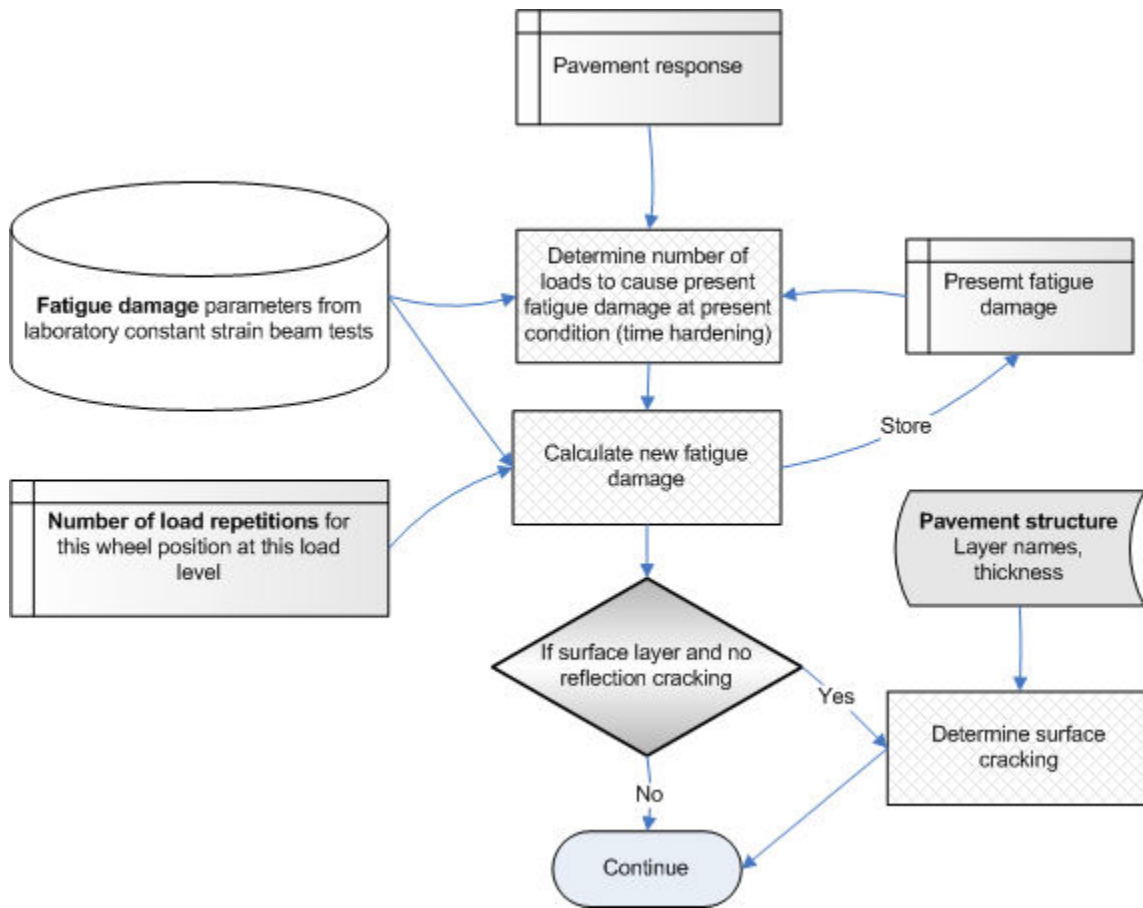 Pavement response
Determine number of
loads to cause present
fatigue damage at present
condition (time hardening)
Fatigue damage parameters from
laboratory constant strain beam tests
Presernt fatigue
damage
Store
Calculate new fatigue
damage
Number of load repetitions for
this wheel position at this load
level
Pavement structure
Layer names,
thickness
If surface layer and no
reflection cracking
Yes
Determine surface
cracking
No
Continue